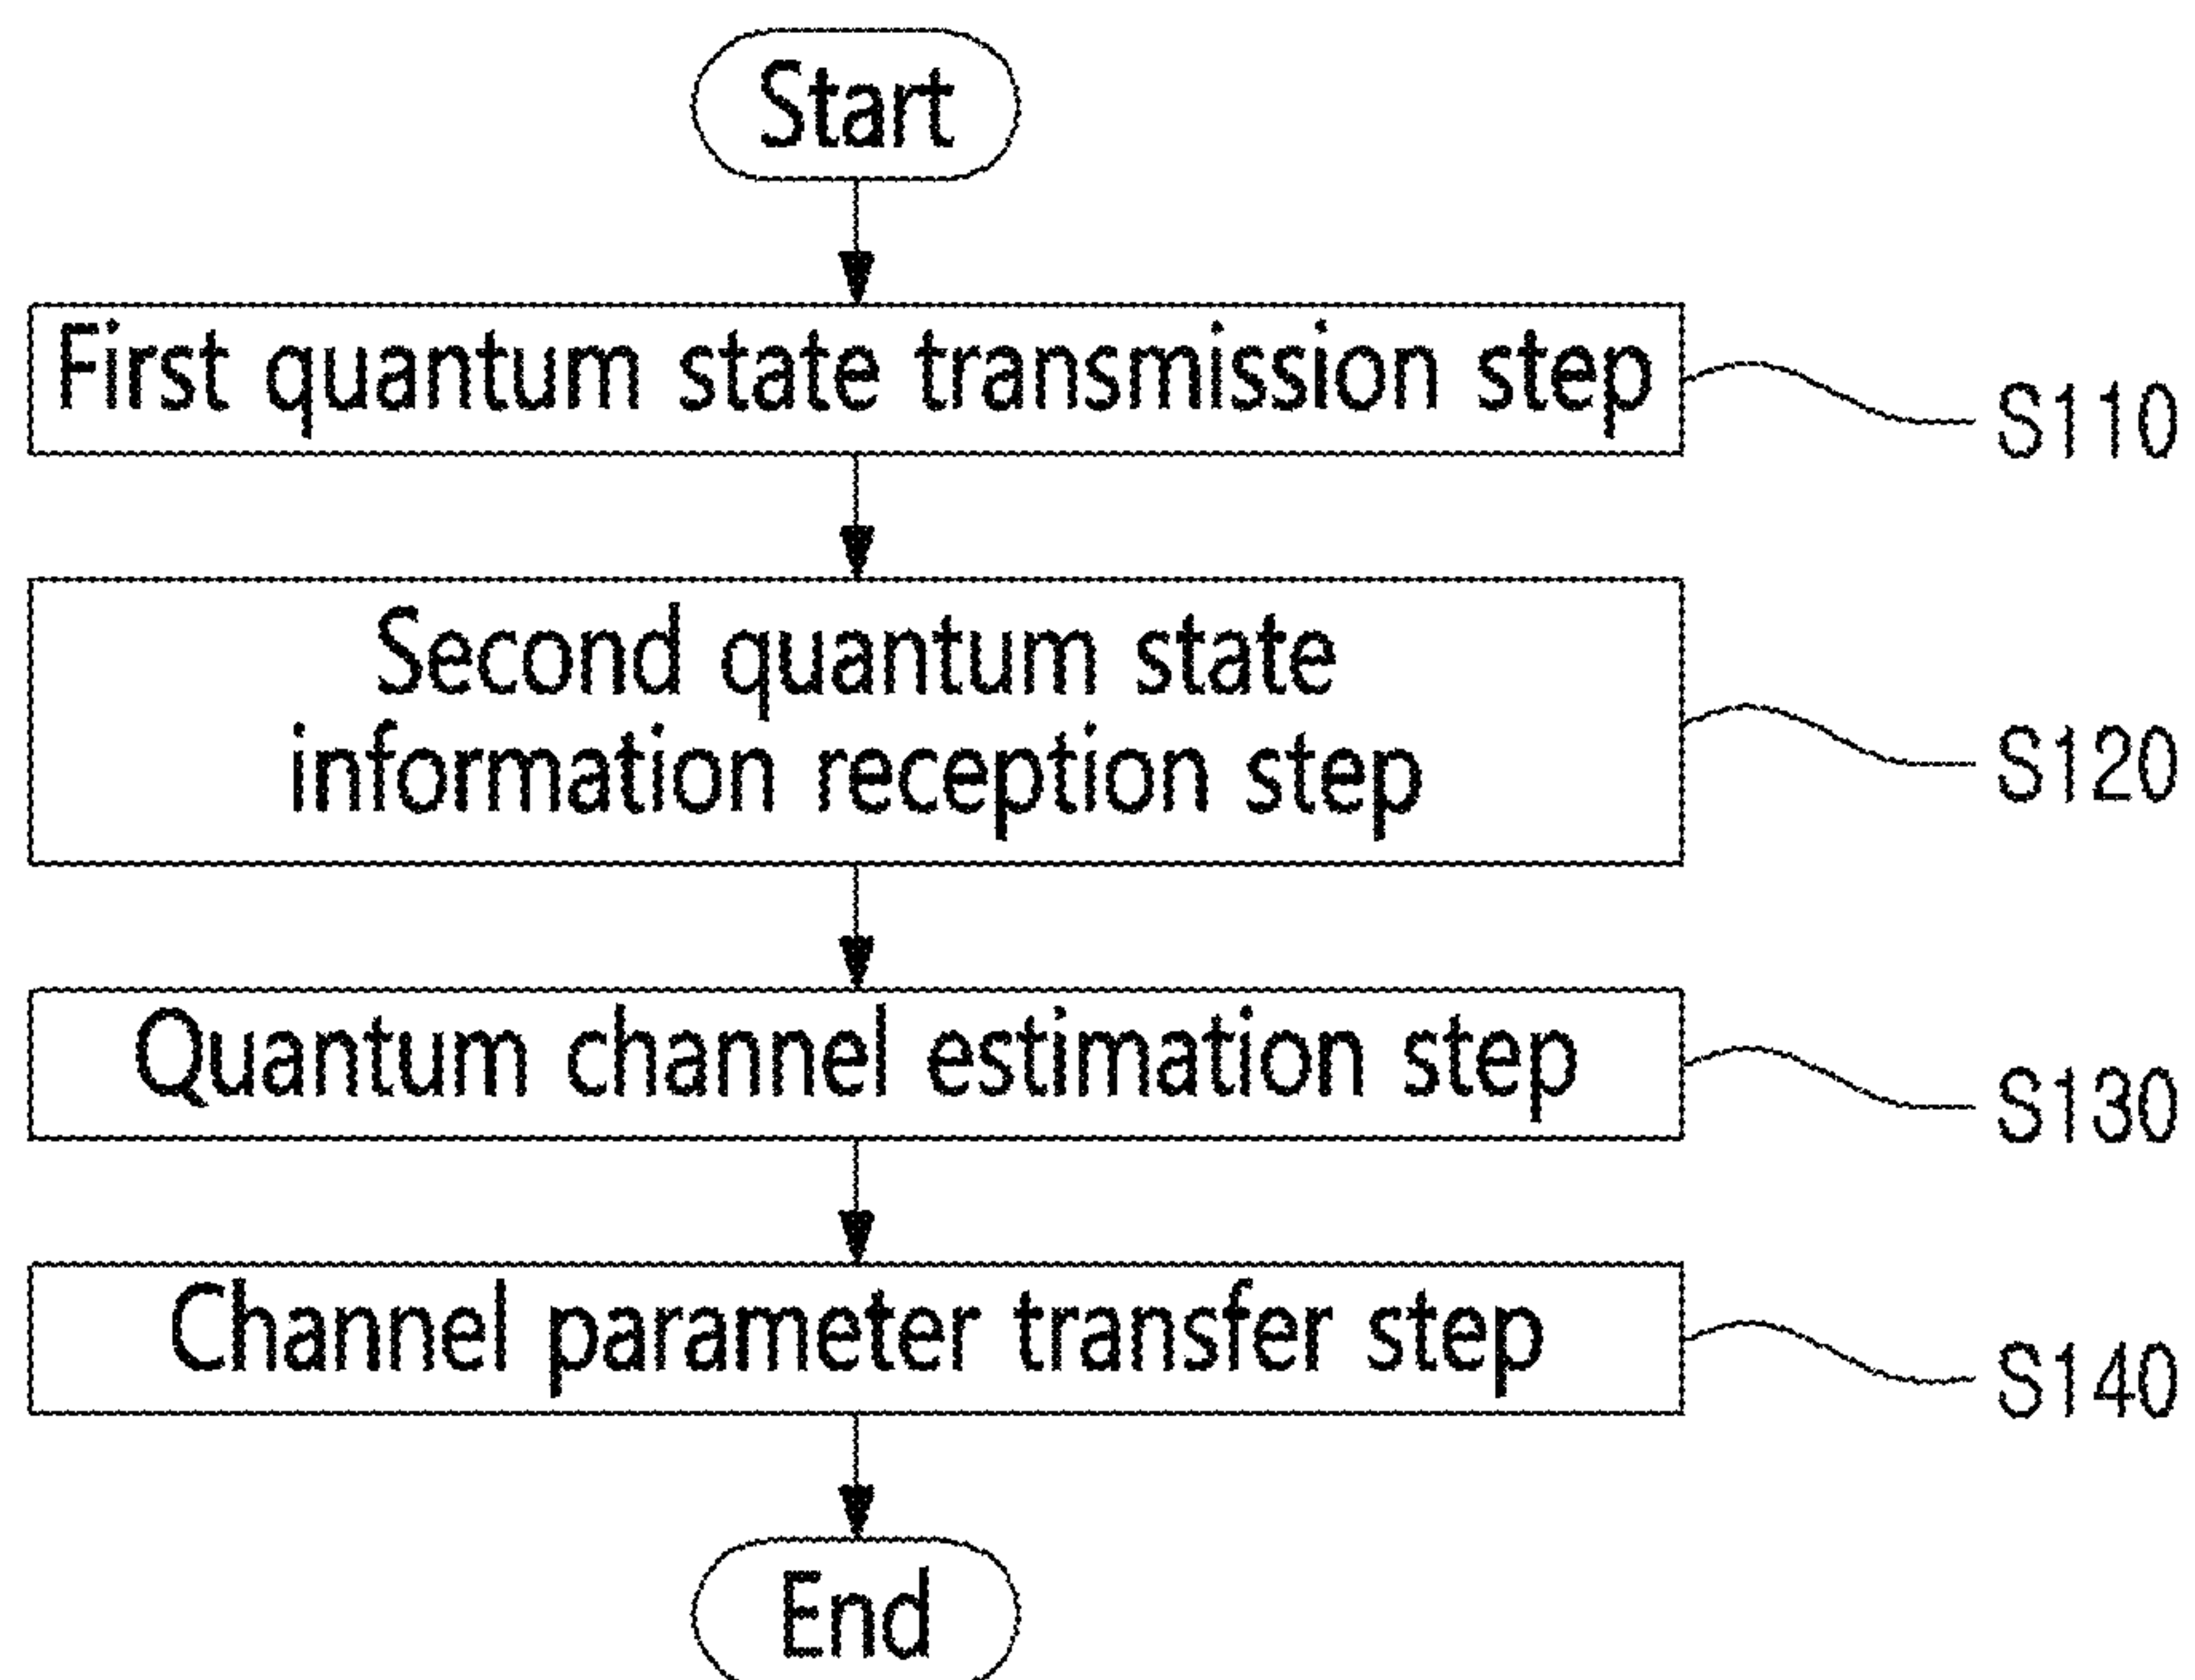 Start
First quantum state transmission step
S110
Second quantum state
information reception step
S120
Quantum channel estimation step
S130
Channel parameter transfer step
S140
End